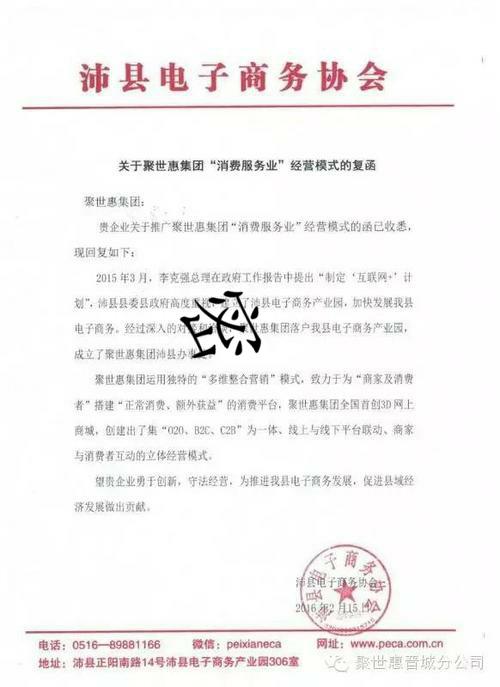 沛县电子商务协会
关于聚世惠集团“消费服务业”经营模式的复函
聚世惠集团:
贵企业关于推广聚世惠集团“消费服务业”经营模式的函已收悉,
现回复如下:
2015年3月,李克强总理在政府工作报告中提出“制定‘互联网+’计
划”,沛县县委县政府高度重视,建立了沛县电子商务产业园,加快发展我县
电子商务。经过深入的对接和 聚世惠集团落户我县电子商务产业园,
成立了聚世惠集团沛县办事
聚世惠集团运用独特的“多维整合营销”模式,致力于为“商家及消费
者”搭建“正常消费、额外获益”的消费平台,聚世惠集团全国首创3D网上
商城,创建出了集“O2O、B2C、C2B”为一体、线上与线下平台联动、商家
与消费者互动的立体经营模式。
望贵企业勇于创新,守法经营,为推进我县电子商务发展,促进县域经
济发展做出贡献。
沛县电子商务协会
2016年2月15日
沛县电子商务协会
电话:0516—89881166 微信:peixianeca 网址:www.peca.com.cn
地址:沛县正阳南路14号沛县电子商务产业园306室
聚世惠晋城分公司